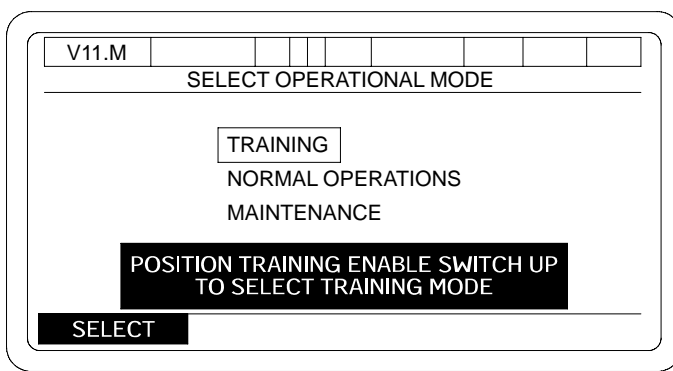 V11.M
SELECT OPERATIONAL MODE
TRAINING
NORMAL OPERATIONS
MAINTENANCE
POSITION TRAINING ENABLE SWITCH UP
TO SELECT TRAINING MODE
SELECT